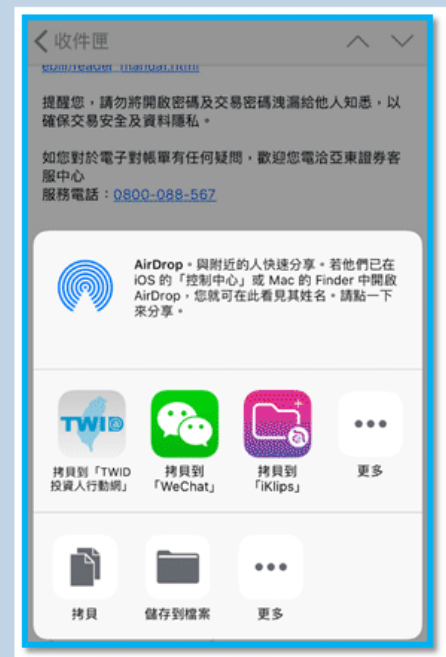 收件匣
ebill/reader_mandat.html
提醒您，請勿將開啟密碼及交易密碼洩漏給他人知悉，以
確保交易安全及資料隱私。
如您對於電子對帳單有任何疑問，歡迎您電洽亞東證券客
服中心
服務電話：0800-088-567
AirDrop。與附近的人快速分享。若他們已在
iOS 的「控制中心」或 Mac 的 Finder 中開啟
AirDrop，您就可在此看見其姓名。請點一下
來分享。
TWID
拷貝到「TWID
投資人行動網」
拷貝到
「WeChat」
拷貝到
「iKlips」
更多
拷貝
儲存到檔案
更多